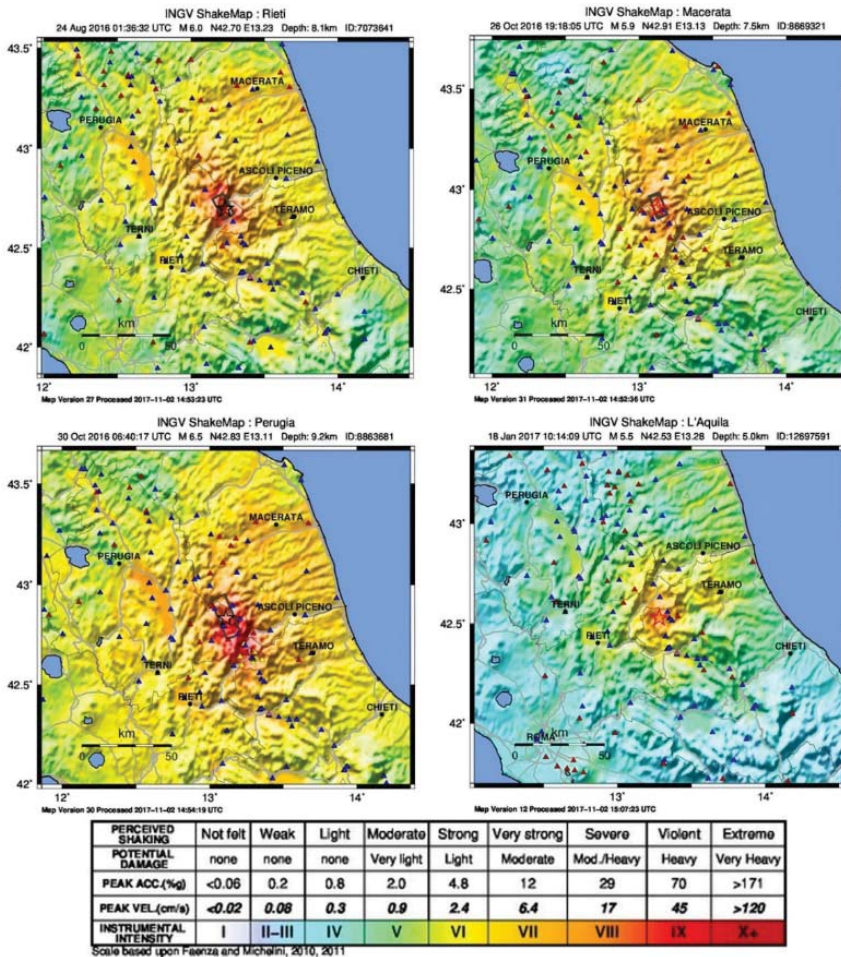 INGV ShakeMap : Rieti
24 Aug 2016 01:36:32 UTC M 6.0 N42.70 E13.23 Depth: 8.1km ID:7073641
43.5˚
43˚
42.5˚
42˚
12˚ 13˚ 14˚
MACERATA
PERUGIA
ASCOLI PICENO
TERAMO
TERNI
RIETI
CHIETI
km
0 50
Map Version 27 Processed 2017-11-02 14:53:23 UTC
INGV ShakeMap : Macerata
26 Oct 2016 19:18:05 UTC M 5.9 N42.91 E13.13 Depth: 7.5km ID:8669321
43.5˚
43˚
42.5˚
13˚ 14˚
MACERATA
PERUGIA
ASCOLI PICENO
TERAMO
TERNI
RIETI
CHIETI
km
0 50
Map Version 31 Processed 2017-11-02 14:52:36 UTC
INGV ShakeMap : Perugia
30 Oct 2016 06:40:17 UTC M 6.5 N42.83 E13.11 Depth: 9.2km ID:8863681
43.5˚
43˚
42.5˚
42˚
12˚ 13˚ 14˚
MACERATA
PERUGIA
ASCOLI PICENO
TERAMO
TERNI
RIETI
CHIETI
km
0 50
Map Version 30 Processed 2017-11-02 14:54:19 UTC
INGV ShakeMap : L'Aquila
18 Jan 2017 10:14:09 UTC M 5.5 N42.53 E13.28 Depth: 5.0km ID:12697591
43˚
42.5˚
42˚
13˚ 14˚
PERUGIA
ASCOLI PICENO
TERAMO
TERNI
RIETI
CHIETI
ROMA
km
0 50
Map Version 12 Processed 2017-11-02 15:07:23 UTC
PERCEIVED SHAKING Not felt Weak Light Moderate Strong Very strong Severe Violent Extreme
POTENTIAL DAMAGE none none none Very light Light Moderate Mod./Heavy Heavy Very Heavy
PEAK ACC.(%g) <0.06 0.2 0.8 2.0 4.8 12 29 70 >171
PEAK VEL.(cm/s) <0.02 0.08 0.3 0.9 2.4 6.4 17 45 >120
INSTRUMENTAL INTENSITY I II–III IV V VI VII VIII IX X+
Scale based upon Faenza and Michelini, 2010, 2011